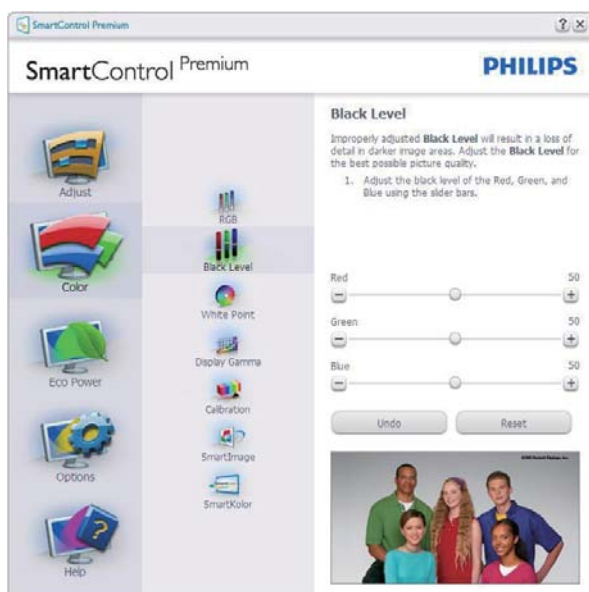 SmartControl Premium
SmartControl Premium
PHILIPS
Adjust
Color
Eco Power
Options
Help
RGB
Black Level
White Point
Display Gamma
Calibration
SmartImage
SmartKolor
Black Level
Improperly adjusted Black Level will result in a loss of
detail in darker image areas. Adjust the Black Level for
the best possible picture quality.
1. Adjust the black level of the Red, Green, and
Blue using the slider bars.
Red 50
Green 50
Blue 50
Undo Reset